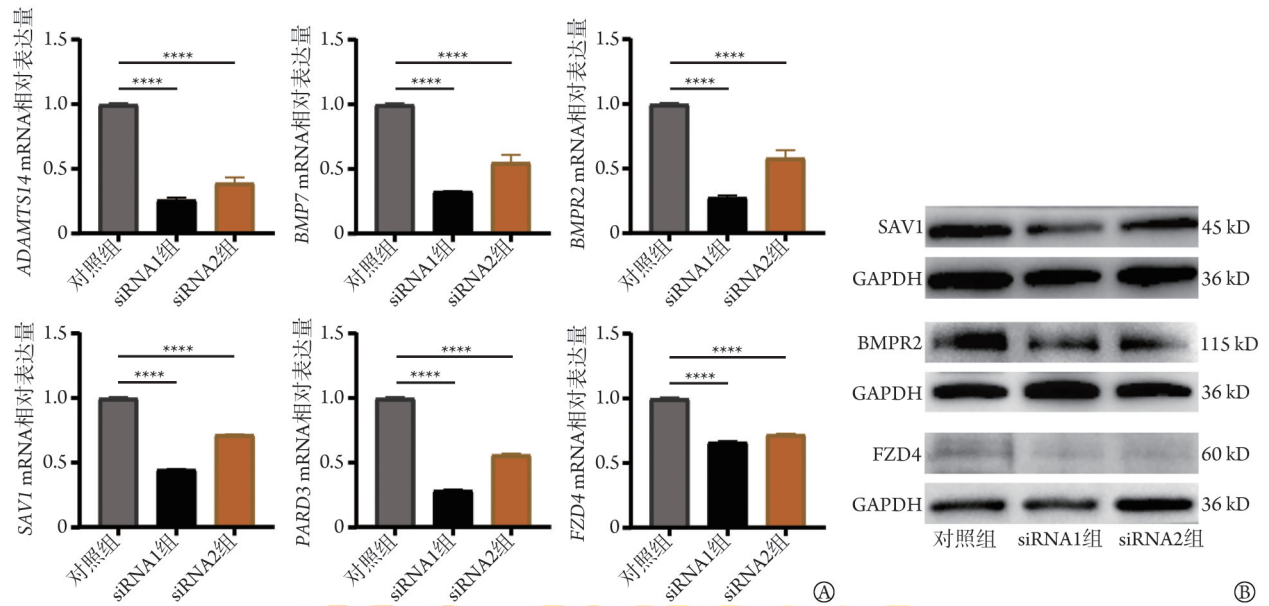 ADAMTS14 mRNA相对表达量
1.5
1.0
0.5
0
****
****
对照组
siRNA1组
siRNA2组
BMP7 mRNA相对表达量
1.5
1.0
0.5
0
****
****
对照组
siRNA1组
siRNA2组
BMPR2 mRNA相对表达量
1.5
1.0
0.5
0
****
****
对照组
siRNA1组
siRNA2组
SAV1 mRNA相对表达量
1.5
1.0
0.5
0
****
****
对照组
siRNA1组
siRNA2组
PARD3 mRNA相对表达量
1.5
1.0
0.5
0
****
****
对照组
siRNA1组
siRNA2组
FZD4 mRNA相对表达量
1.5
1.0
0.5
0
****
****
对照组
siRNA1组
siRNA2组
Ⓐ
SAV1 45 kD
GAPDH 36 kD
BMPR2 115 kD
GAPDH 36 kD
FZD4 60 kD
GAPDH 36 kD
对照组 siRNA1组 siRNA2组
Ⓑ